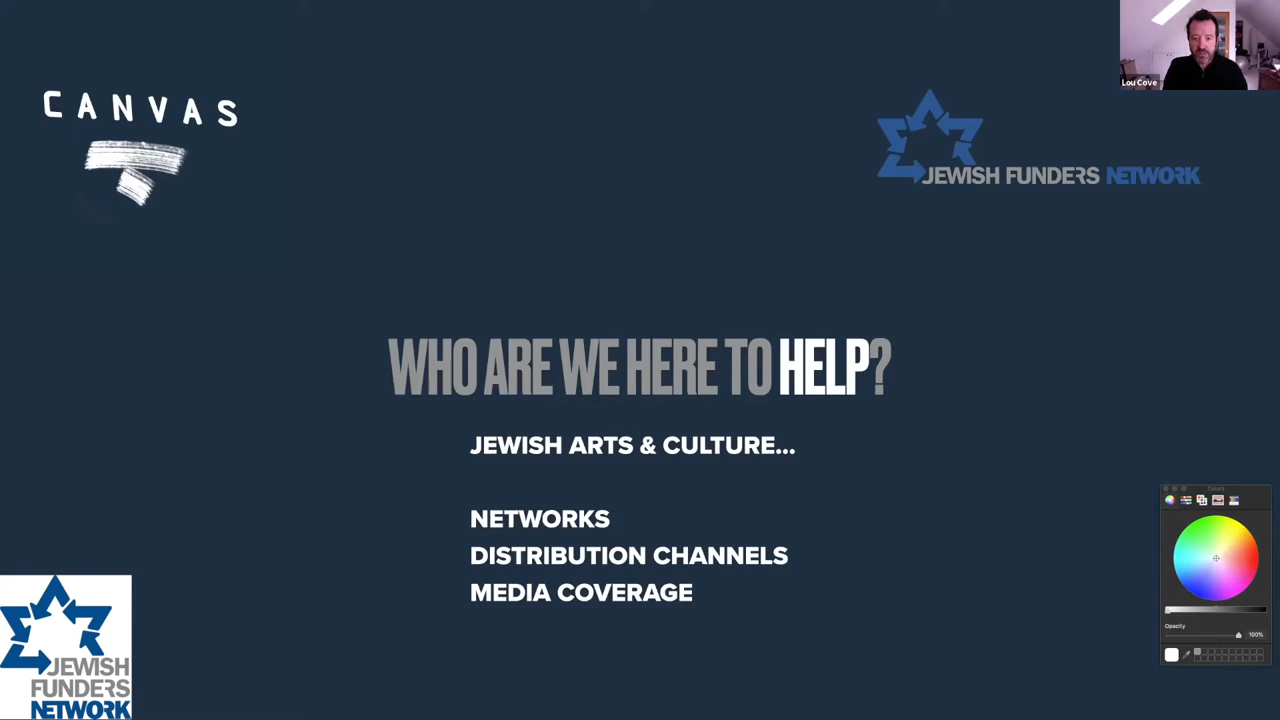 Lou Cove
CANVAS
JEWISH FUNDERS NETWORK
WHO ARE WE HERE TO HELP?
JEWISH ARTS & CULTURE...
NETWORKS
DISTRIBUTION CHANNELS
MEDIA COVERAGE
Colors
Opacity
100%
JEWISH
FUNDERS
NETWORK